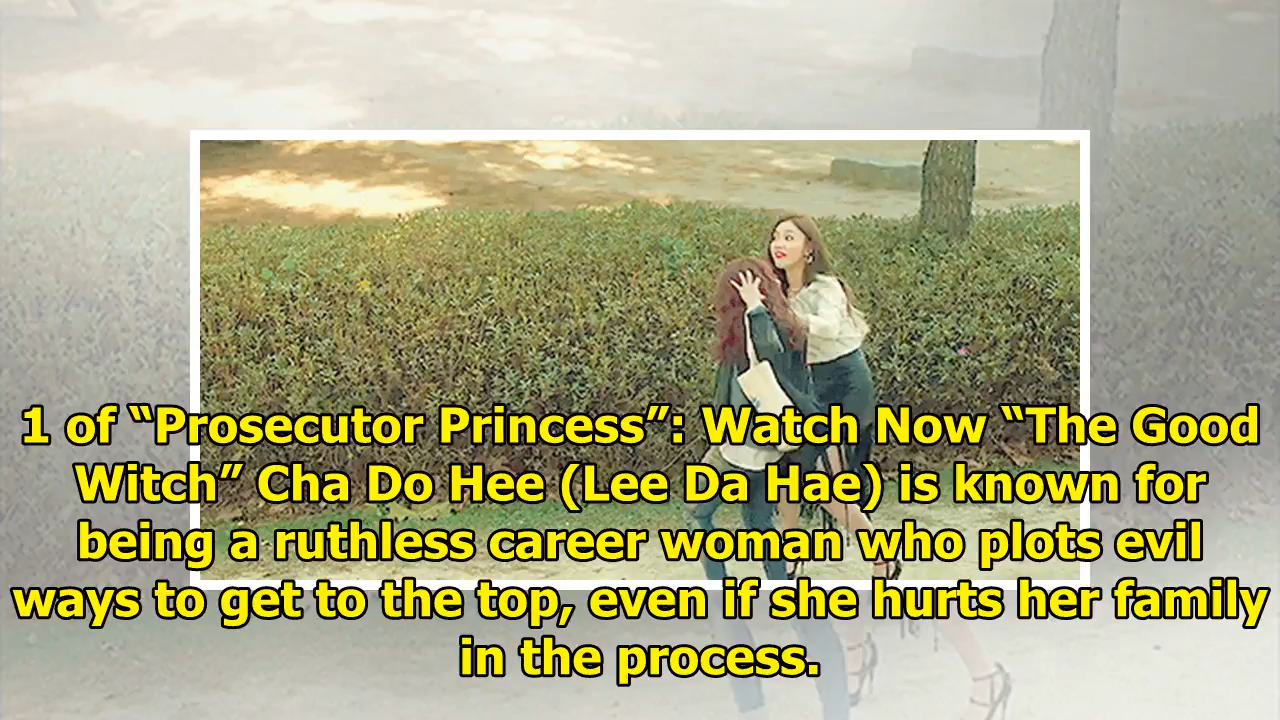 1 of “Prosecutor Princess”: Watch Now “The Good
Witch” Cha Do Hee (Lee Da Hae) is known for
being a ruthless career woman who plots evil
ways to get to the top, even if she hurts her family
in the process.